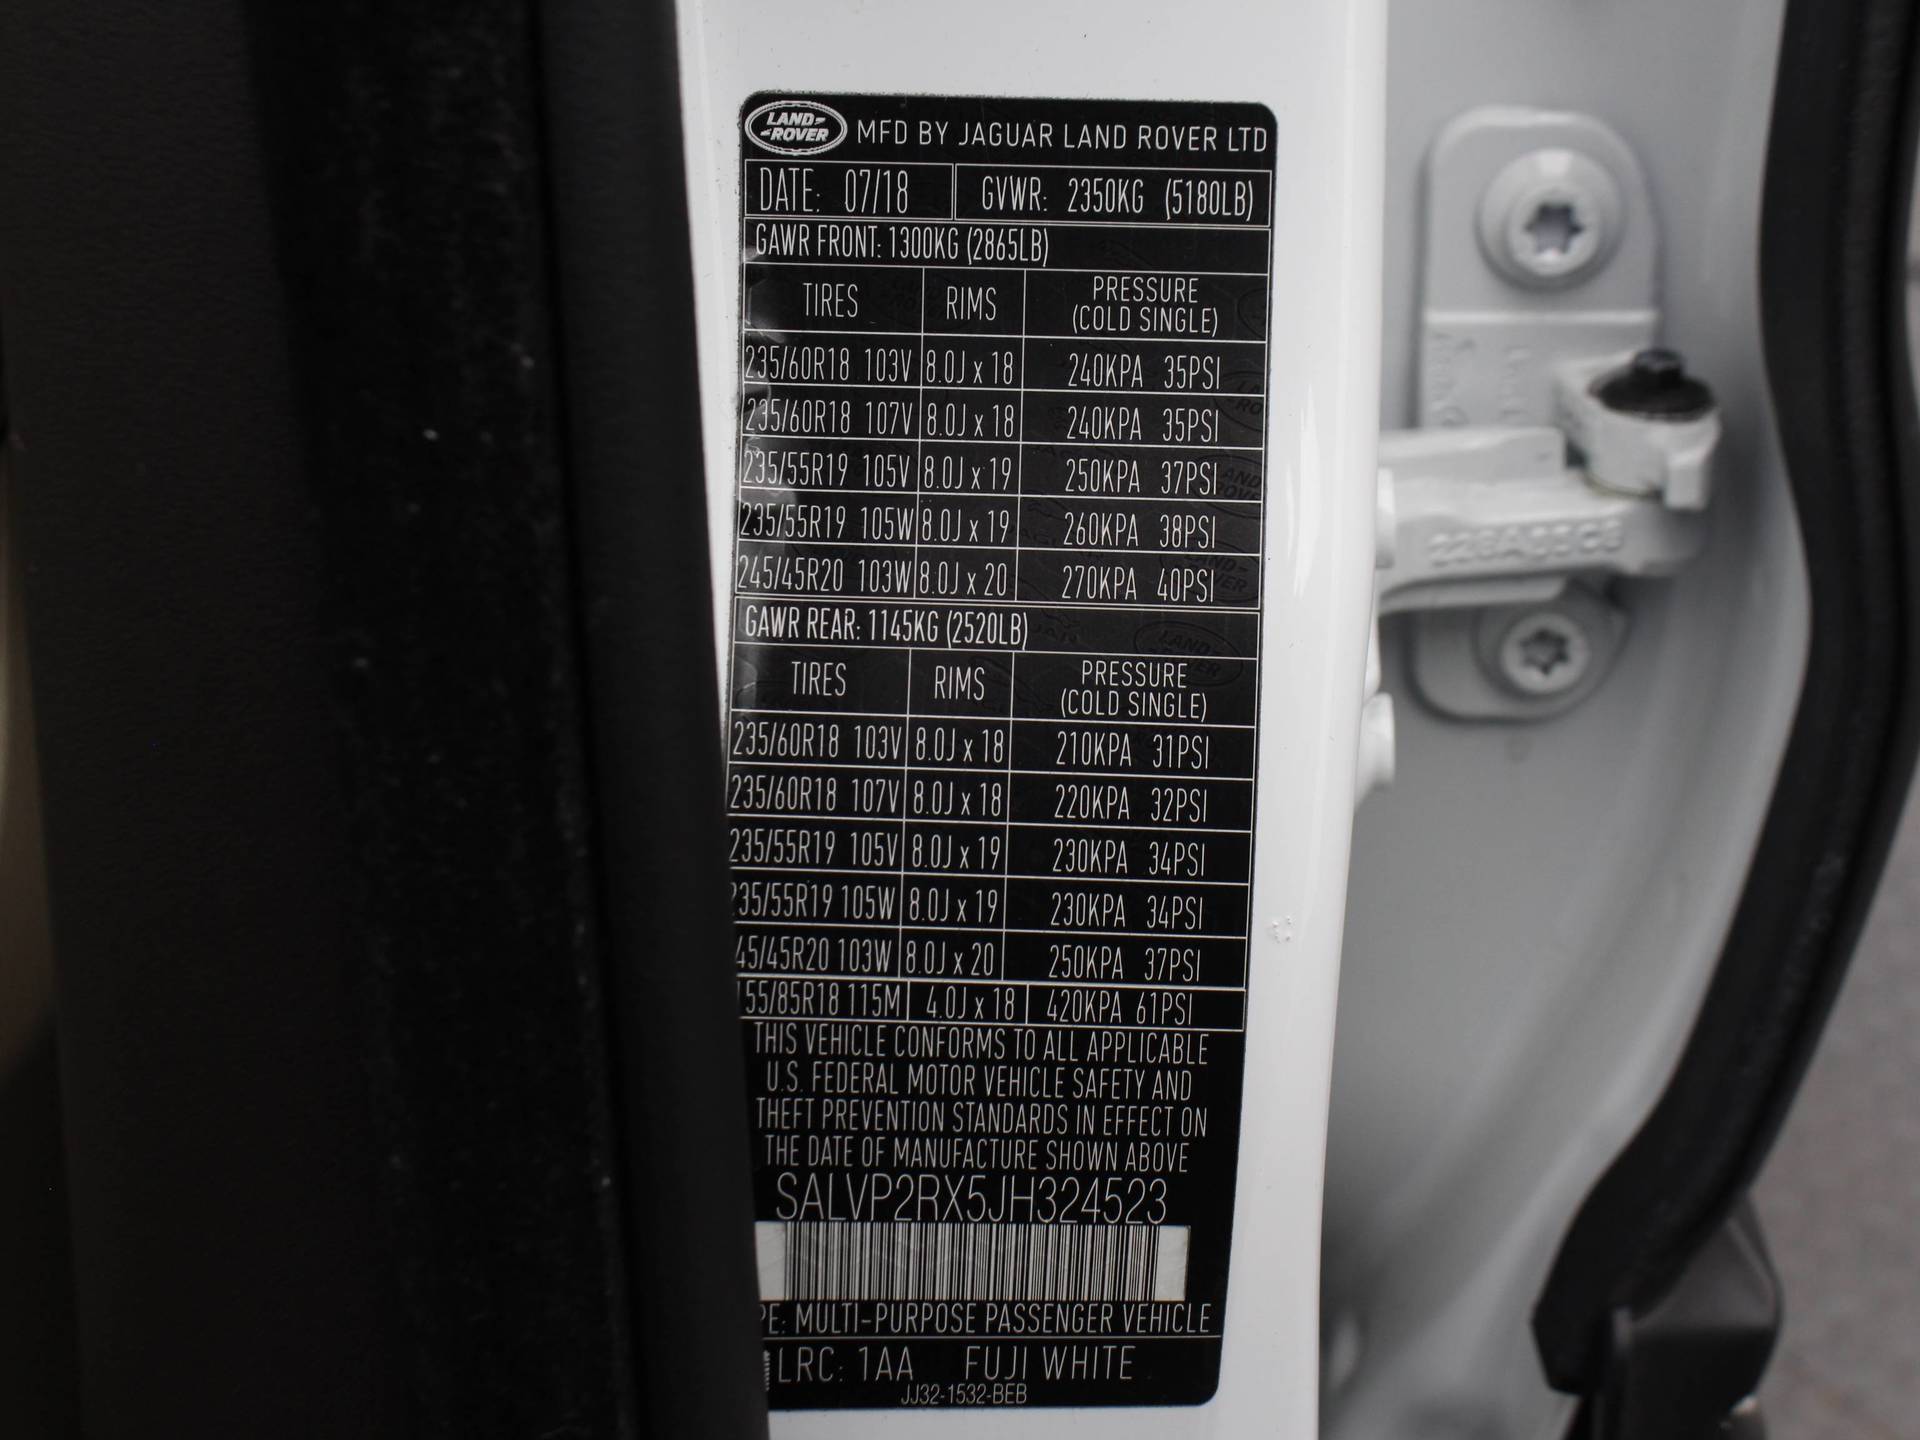 LAND-
-ROVER
MFD BY JAGUAR LAND ROVER LTD
DATE: 07/18 GVWR: 2350KG (5180LB)
GAWR FRONT: 1300KG (2865LB)
TIRES RIMS PRESSURE (COLD SINGLE)
235/60R18 103V 8.0J x 18 240KPA 35PSI
235/60R18 107V 8.0J x 18 240KPA 35PSI
235/55R19 105V 8.0J x 19 250KPA 37PSI
235/55R19 105W 8.0J x 19 260KPA 38PSI
245/45R20 103W 8.0J x 20 270KPA 40PSI
GAWR REAR: 1145KG (2520LB)
TIRES RIMS PRESSURE (COLD SINGLE)
235/60R18 103V 8.0J x 18 210KPA 31PSI
235/60R18 107V 8.0J x 18 220KPA 32PSI
235/55R19 105V 8.0J x 19 230KPA 34PSI
235/55R19 105W 8.0J x 19 230KPA 34PSI
45/45R20 103W 8.0J x 20 250KPA 37PSI
155/85R18 115M 4.0J x 18 420KPA 61PSI
THIS VEHICLE CONFORMS TO ALL APPLICABLE
U.S. FEDERAL MOTOR VEHICLE SAFETY AND
THEFT PREVENTION STANDARDS IN EFFECT ON
THE DATE OF MANUFACTURE SHOWN ABOVE
SALVP2RX5JH324523
PE: MULTI-PURPOSE PASSENGER VEHICLE
LRC: 1AA FUJI WHITE
JJ32-1532-BEB